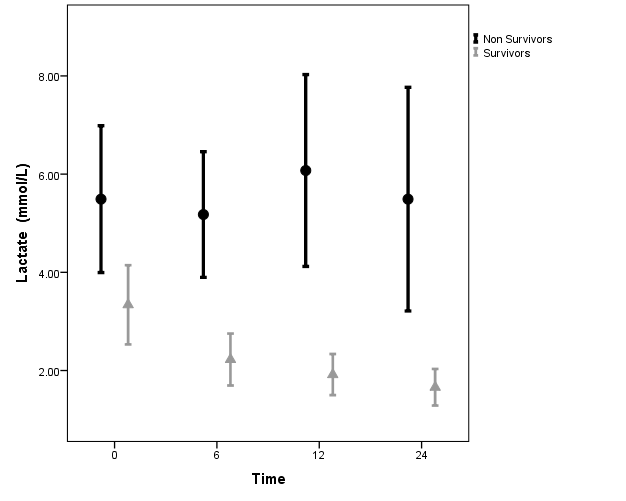 Non Survivors
Survivors
8.00
6.00
4.00
2.00
Lactate (mmol/L)
0 6 12 24
Time